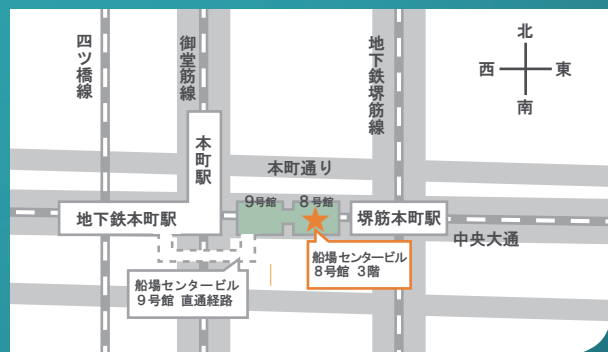 四ツ橋線
御堂筋線
地下鉄堺筋線
北
西
東
南
本町駅
本町通り
9号館
8号館
地下鉄本町駅
堺筋本町駅
中央大通
船場センタービル
8号館 3階
船場センタービル
9号館 直通経路